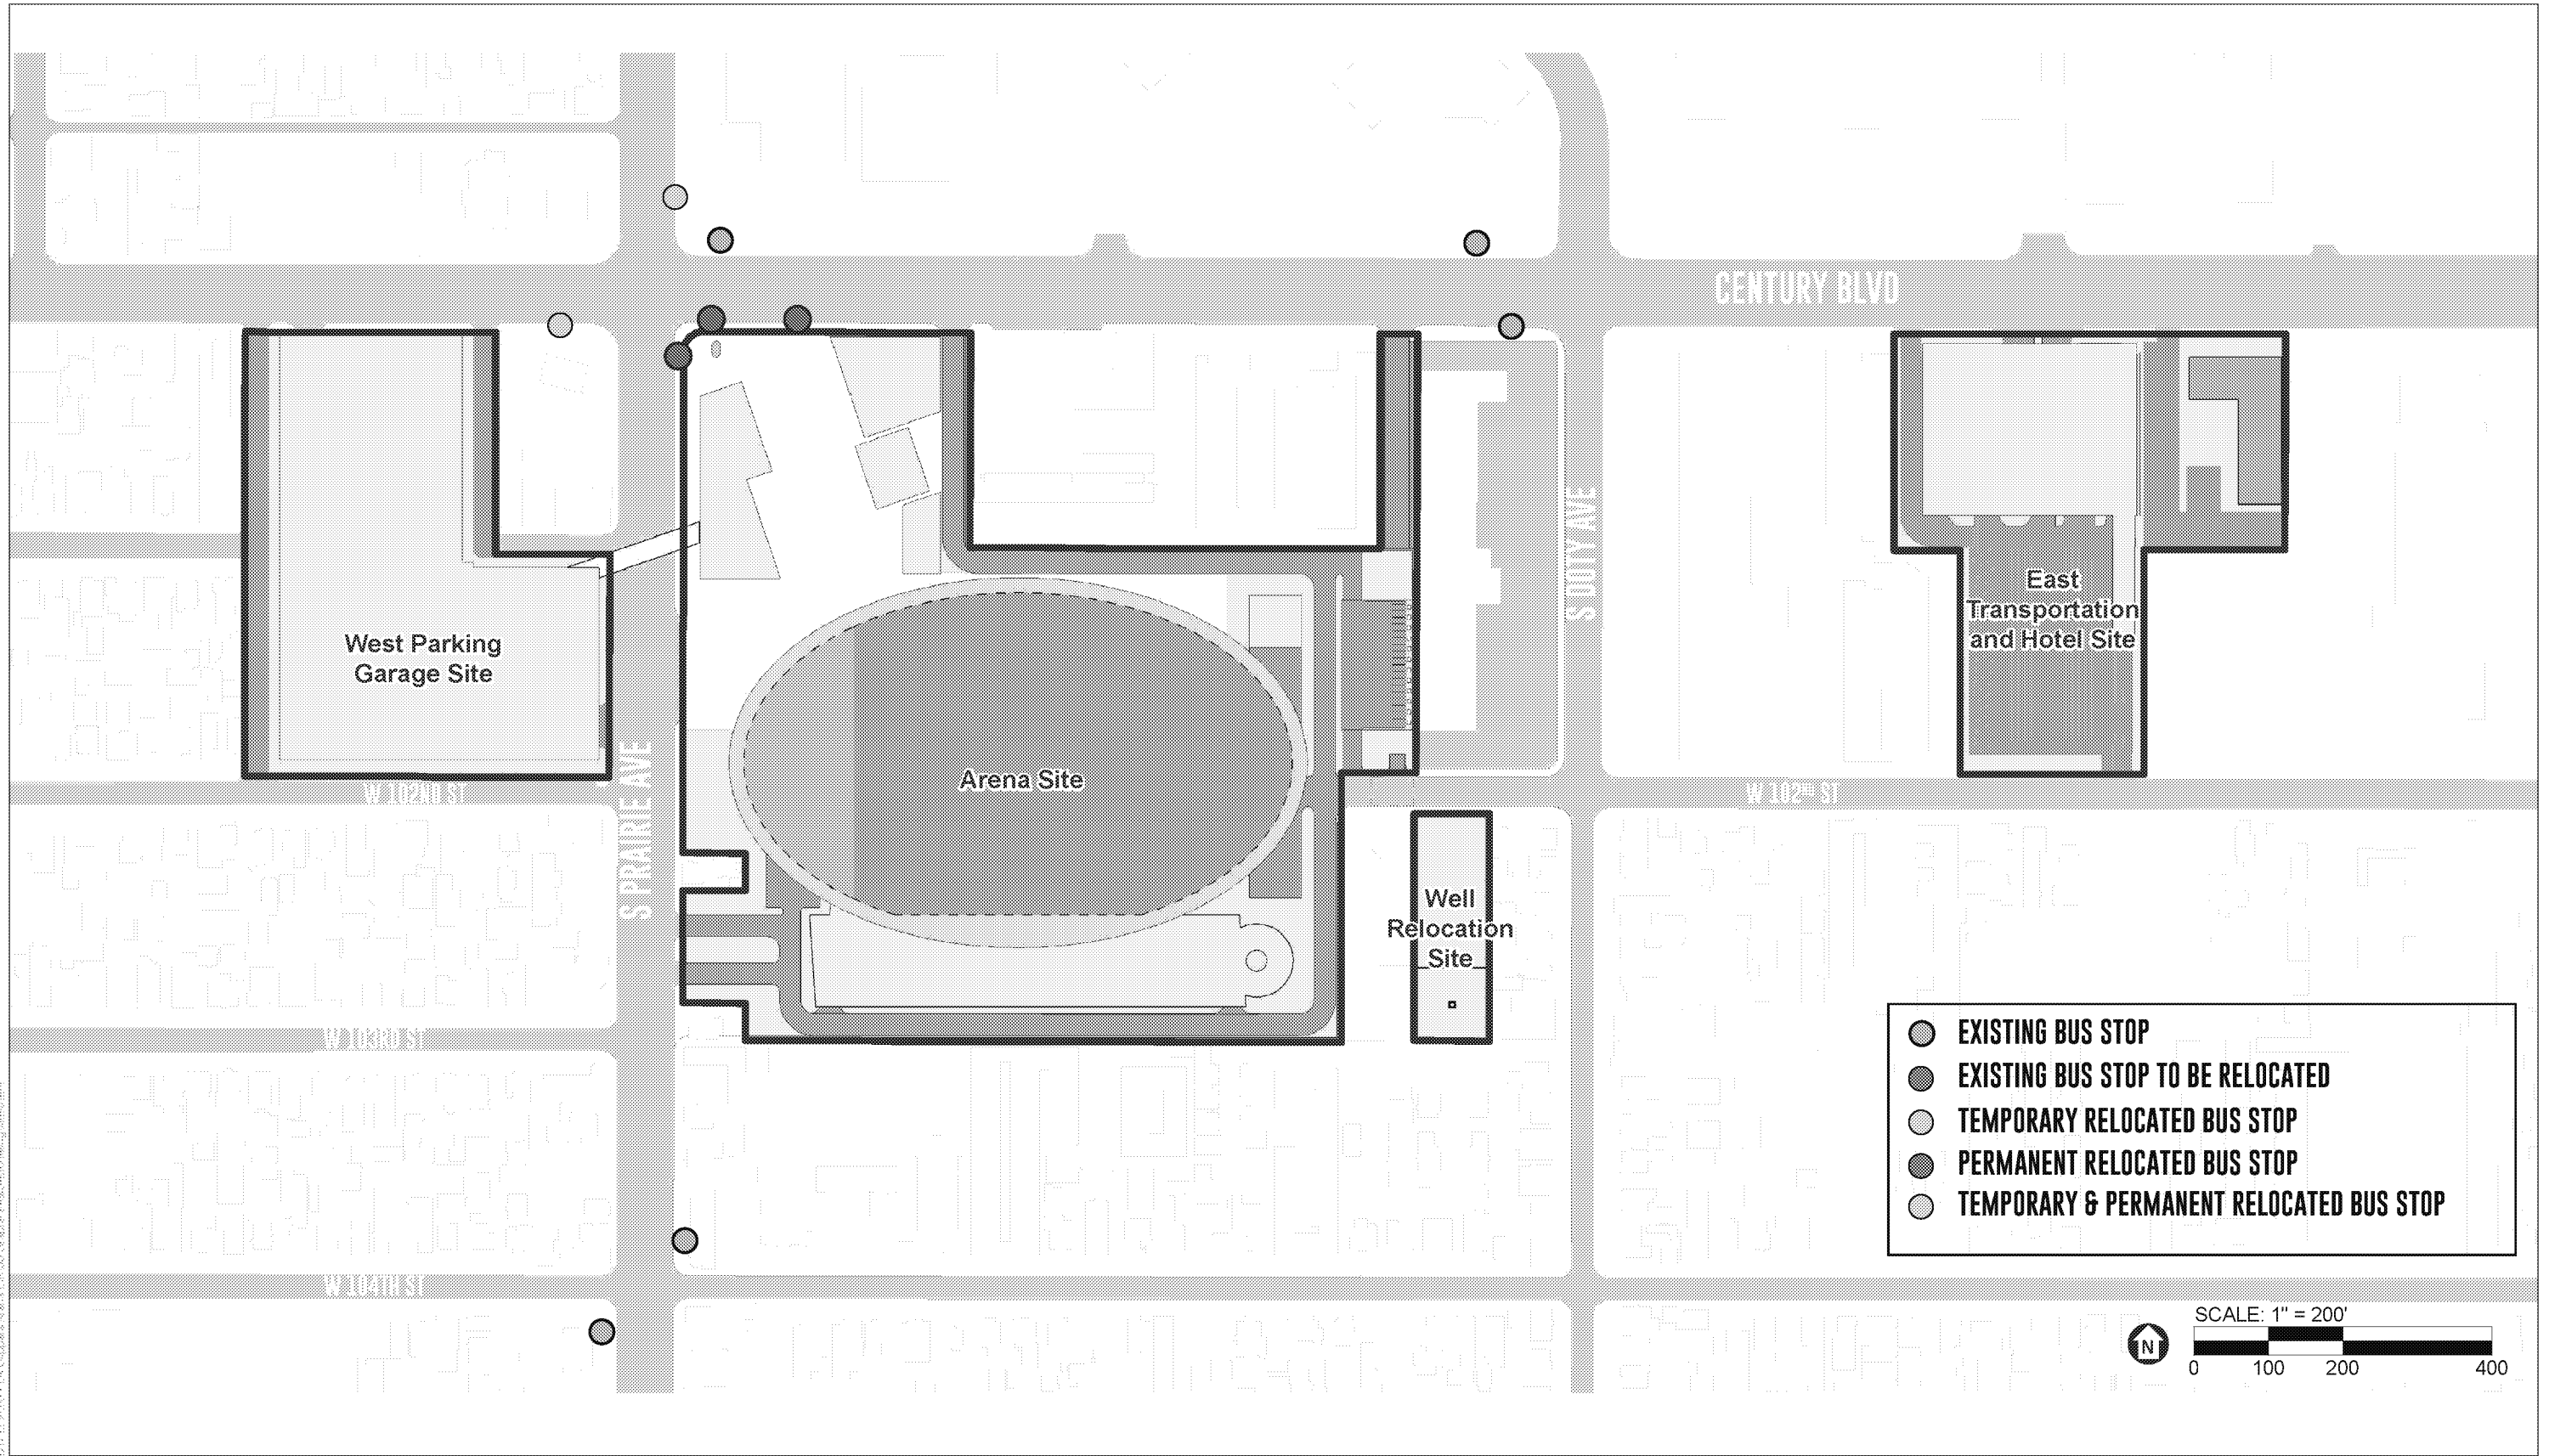 CENTURY BLVD
S DOTY AVE
East
Transportation
and Hotel Site
West Parking
Garage Site
Arena Site
W 102ND ST
W 102ND ST
S PRAIRIE AVE
Well
Relocation
Site
W 103RD ST
W 104TH ST
EXISTING BUS STOP
EXISTING BUS STOP TO BE RELOCATED
TEMPORARY RELOCATED BUS STOP
PERMANENT RELOCATED BUS STOP
TEMPORARY & PERMANENT RELOCATED BUS STOP
SCALE: 1" = 200'
N
0 100 200 400